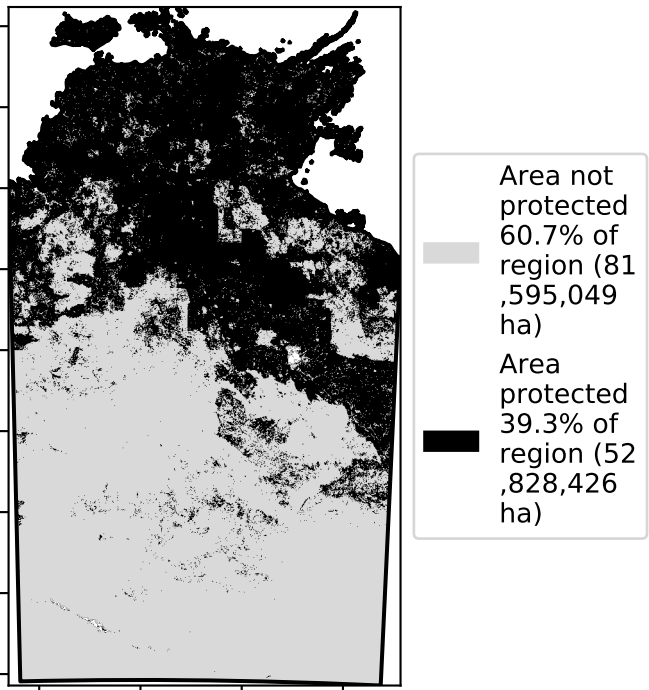 Area not
protected
60.7% of
region (81
,595,049
ha)
Area
protected
39.3% of
region (52
,828,426
ha)